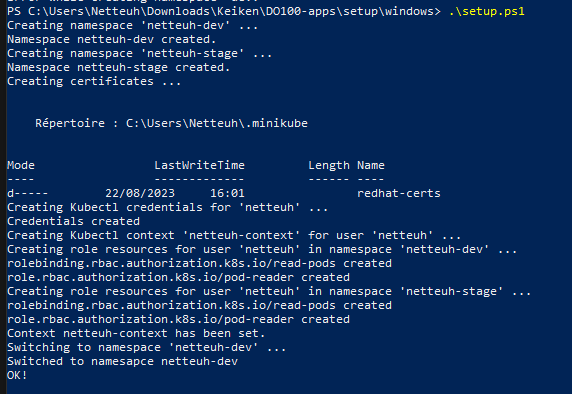 PS C:\Users\Netteuh\Downloads\Keiken\DO100-apps\setup\windows> .\setup.ps1
Creating namespace 'netteuh-dev' ...
Namespace netteuh-dev created.
Creating namespace 'netteuh-stage' ...
Namespace netteuh-stage created.
Creating certificates ...
Répertoire : C:\Users\Netteuh\.minikube
Mode LastWriteTime Length Name
---- ------------- ------ ----
d----- 22/08/2023 16:01 redhat-certs
Creating Kubectl credentials for 'netteuh' ...
Credentials created
Creating Kubectl context 'netteuh-context' for user 'netteuh' ...
Creating role resources for user 'netteuh' in namespace 'netteuh-dev' ...
rolebinding.rbac.authorization.k8s.io/read-pods created
role.rbac.authorization.k8s.io/pod-reader created
Creating role resources for user 'netteuh' in namespace 'netteuh-stage' ...
rolebinding.rbac.authorization.k8s.io/read-pods created
role.rbac.authorization.k8s.io/pod-reader created
Context netteuh-context has been set.
Switching to namespace 'netteuh-dev' ...
Switched to namesapce netteuh-dev
OK!